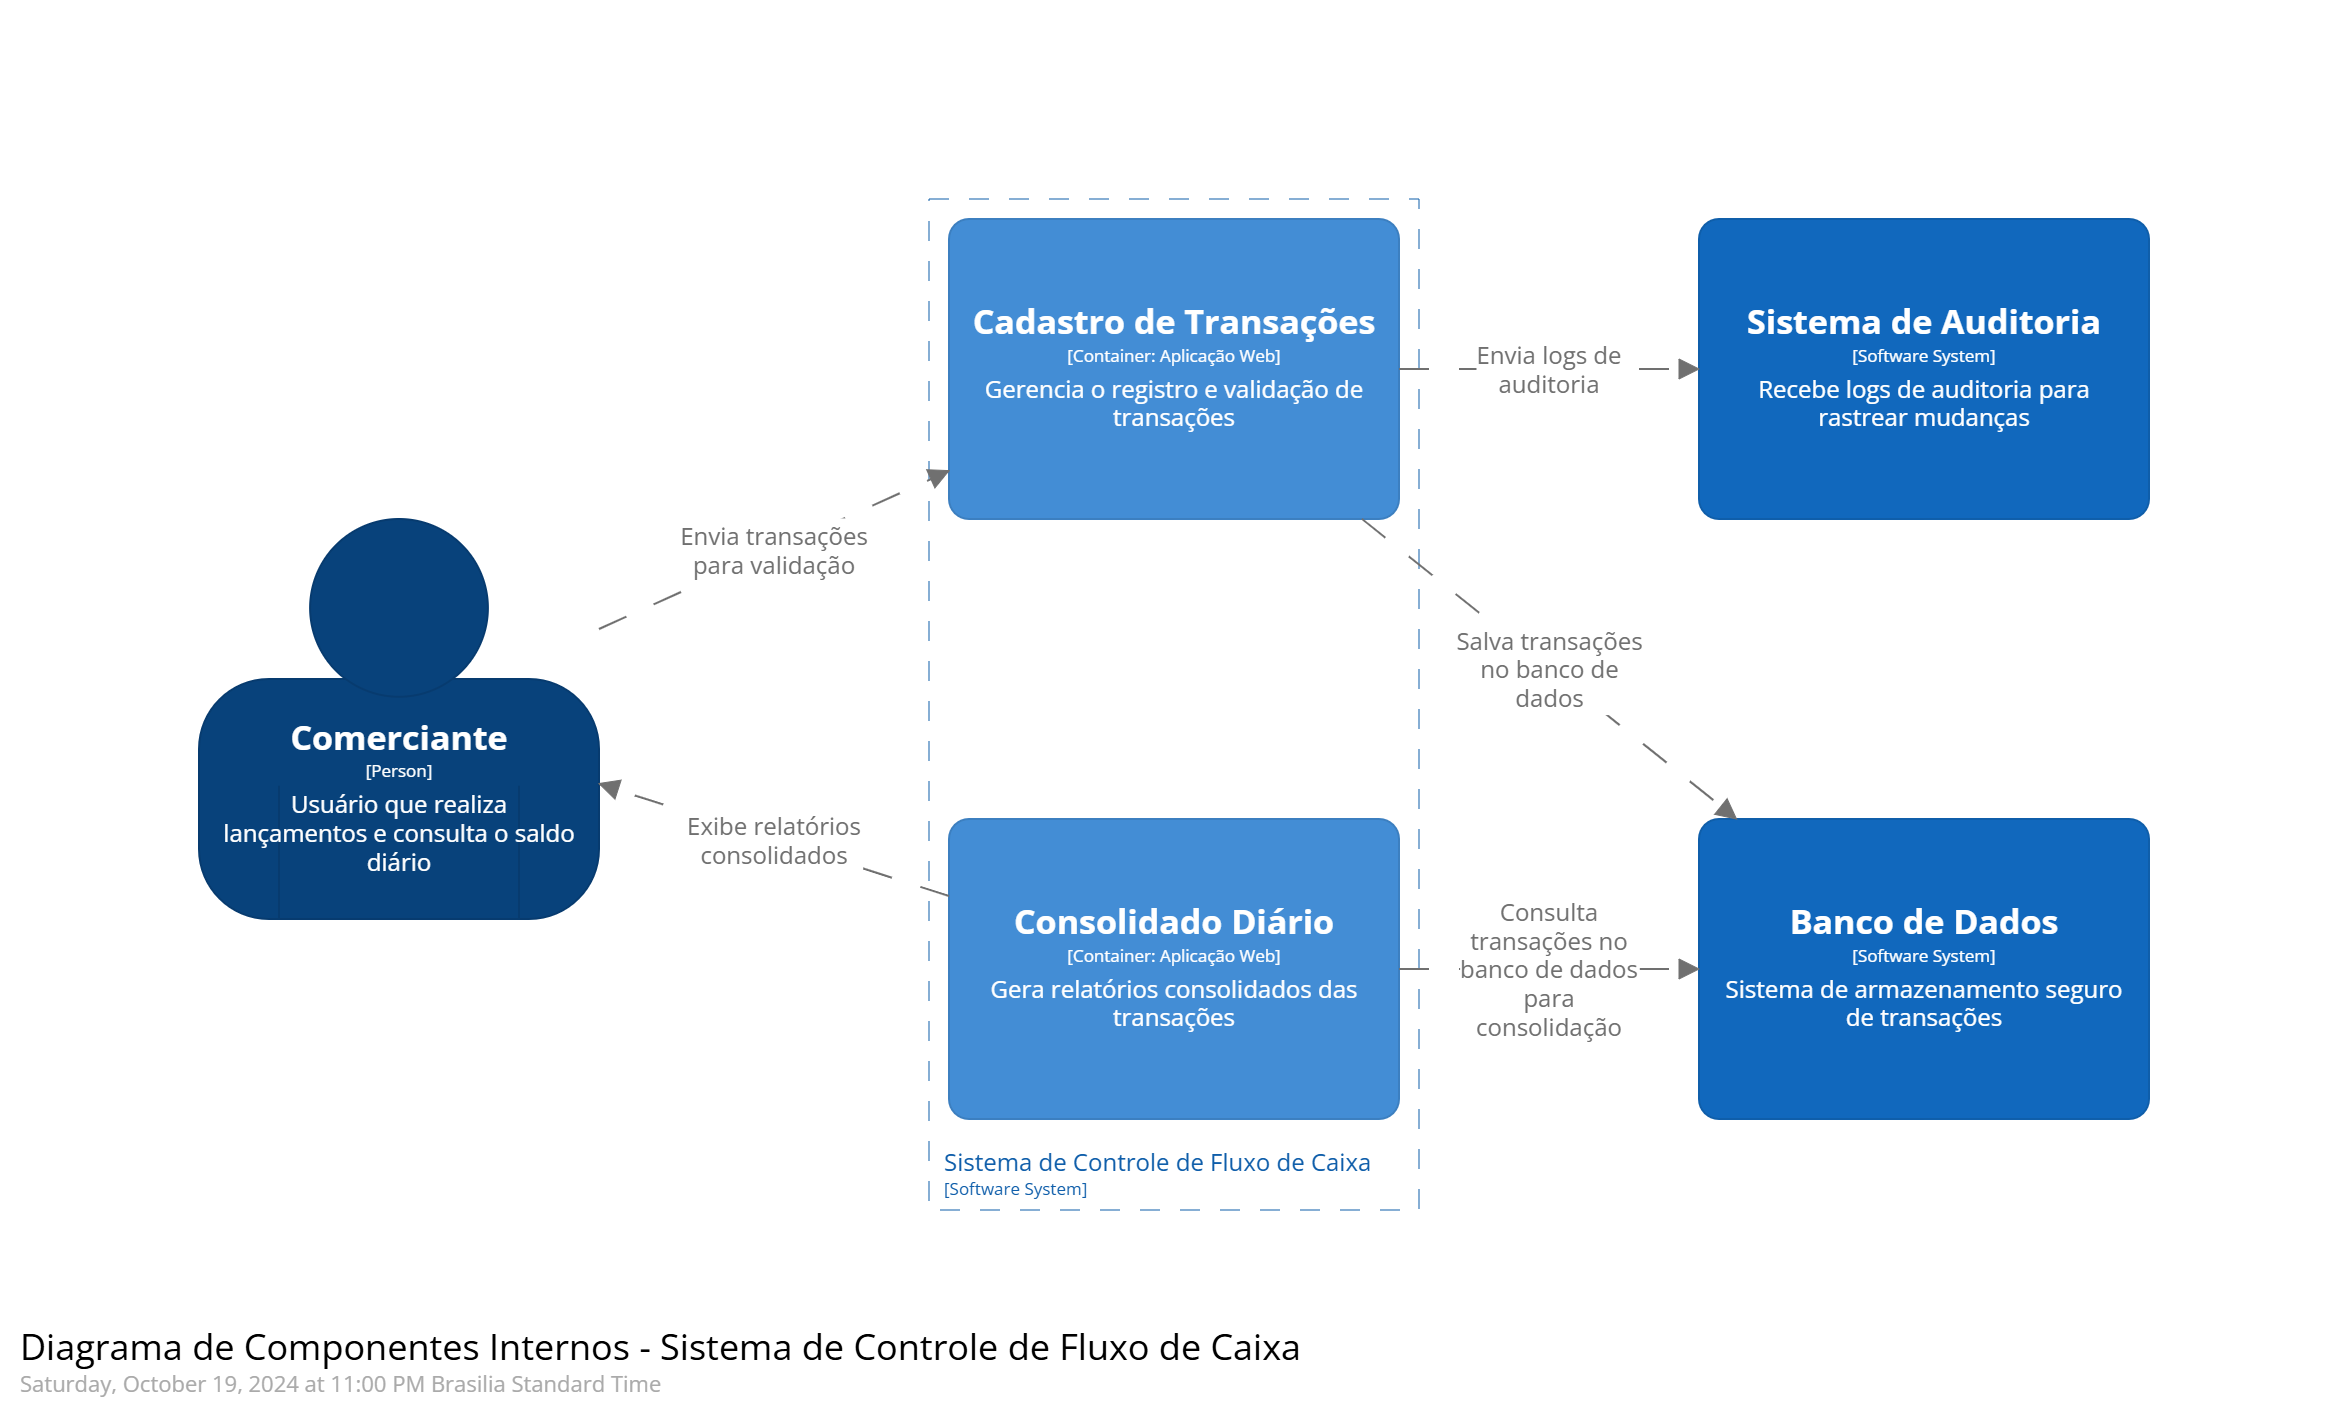 Cadastro de Transações
[Container: Aplicação Web]
Gerencia o registro e validação de
transações
Envia logs de
auditoria
Sistema de Auditoria
[Software System]
Recebe logs de auditoria para
rastrear mudanças
Envia transações
para validação
Salva transações
no banco de
dados
Comerciante
[Person]
Usuário que realiza
lançamentos e consulta o saldo
diário
Exibe relatórios
consolidados
Consolidado Diário
[Container: Aplicação Web]
Gera relatórios consolidados das
transações
Consulta
transações no
banco de dados
para
consolidação
Banco de Dados
[Software System]
Sistema de armazenamento seguro
de transações
Sistema de Controle de Fluxo de Caixa
[Software System]
Diagrama de Componentes Internos - Sistema de Controle de Fluxo de Caixa
Saturday, October 19, 2024 at 11:00 PM Brasilia Standard Time